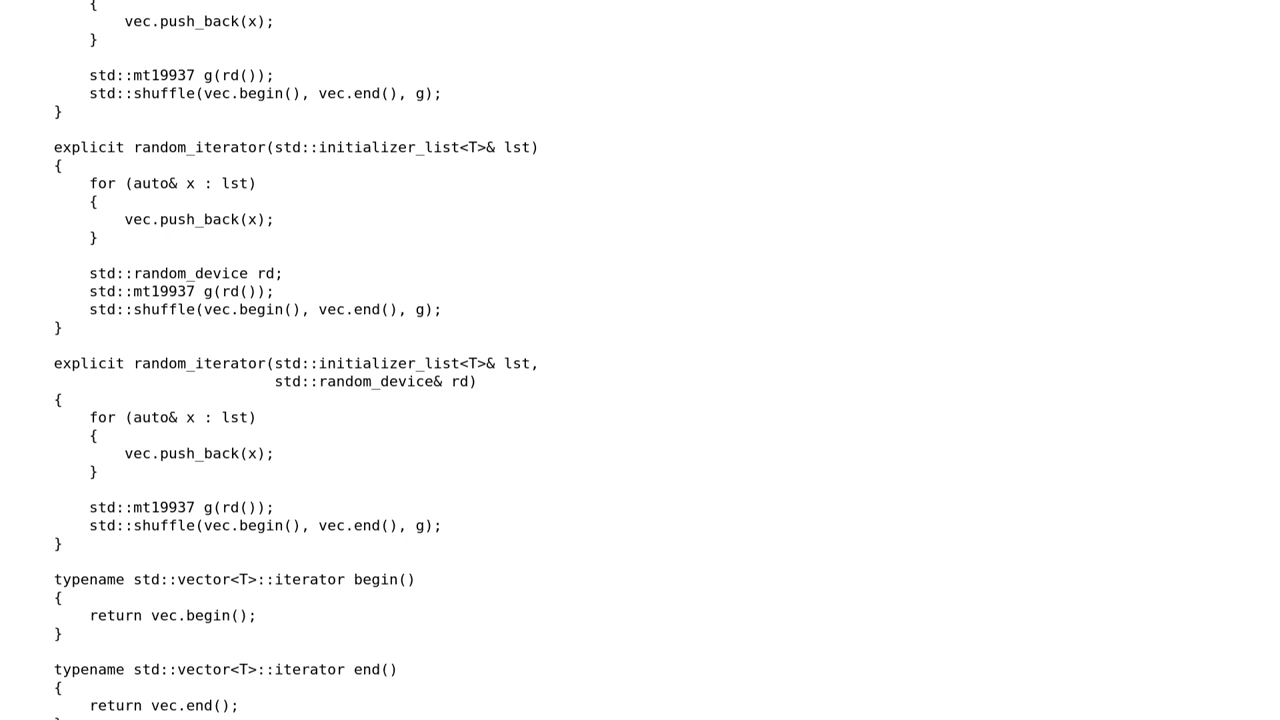 {
vec.push_back(x);
}
std::mt19937 g(rd());
std::shuffle(vec.begin(), vec.end(), g);
}
explicit random_iterator(std::initializer_list<T>& lst)
{
for (auto& x : lst)
{
vec.push_back(x);
}
std::random_device rd;
std::mt19937 g(rd());
std::shuffle(vec.begin(), vec.end(), g);
}
explicit random_iterator(std::initializer_list<T>& lst,
std::random_device& rd)
{
for (auto& x : lst)
{
vec.push_back(x);
}
std::mt19937 g(rd());
std::shuffle(vec.begin(), vec.end(), g);
}
typename std::vector<T>::iterator begin()
{
return vec.begin();
}
typename std::vector<T>::iterator end()
{
return vec.end();
}